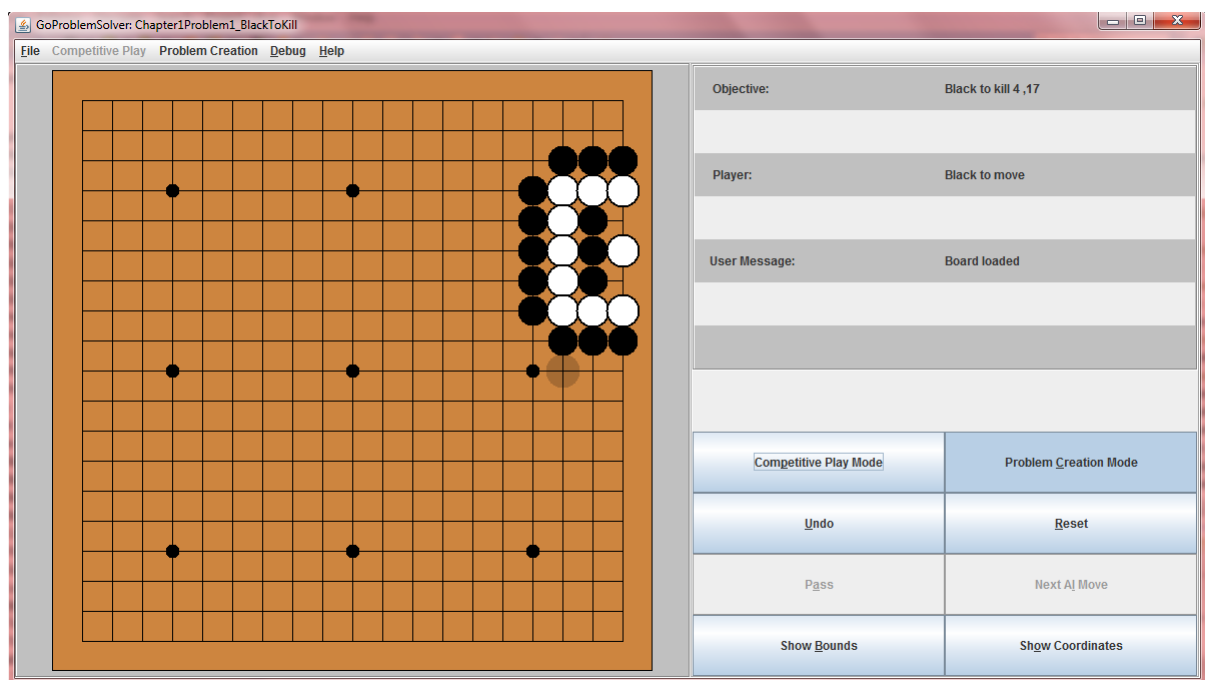 GoProblemSolver: Chapter1Problem1_BlackToKill
File Competitive Play Problem Creation Debug Help
Objective: Black to kill 4 ,17
Player: Black to move
User Message: Board loaded
Competitive Play Mode Problem Creation Mode
Undo Reset
Pass Next AI Move
Show Bounds Show Coordinates